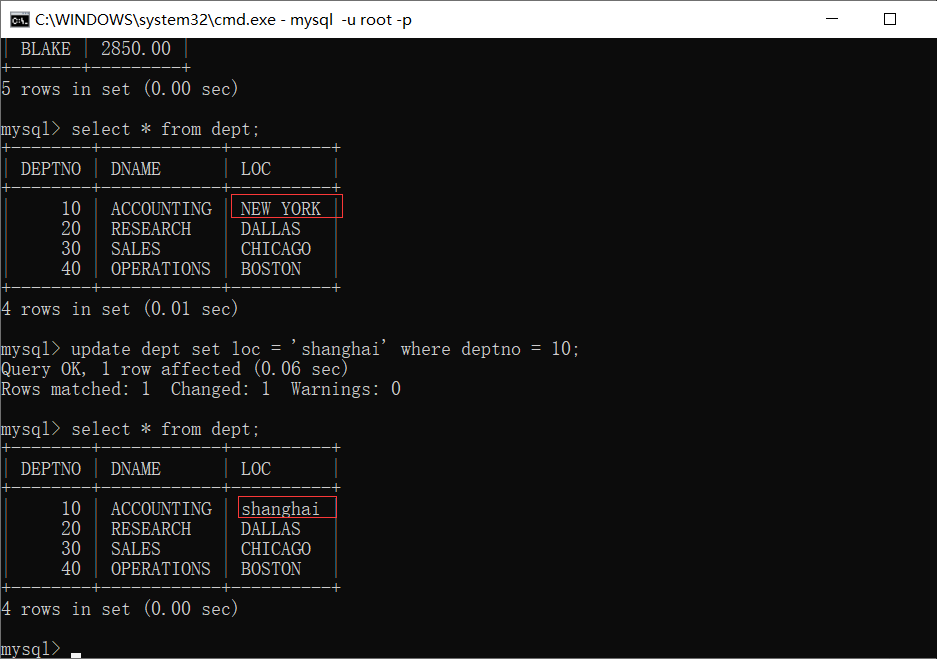 C:\WINDOWS\system32\cmd.exe - mysql  -u root -p
| BLAKE | 2850.00 |
+-------+---------+
5 rows in set (0.00 sec)
mysql> select * from dept;
+--------+------------+----------+
| DEPTNO | DNAME      | LOC      |
+--------+------------+----------+
|     10 | ACCOUNTING | NEW YORK |
|     20 | RESEARCH   | DALLAS   |
|     30 | SALES      | CHICAGO  |
|     40 | OPERATIONS | BOSTON   |
+--------+------------+----------+
4 rows in set (0.01 sec)
mysql> update dept set loc = 'shanghai' where deptno = 10;
Query OK, 1 row affected (0.06 sec)
Rows matched: 1  Changed: 1  Warnings: 0
mysql> select * from dept;
+--------+------------+----------+
| DEPTNO | DNAME      | LOC      |
+--------+------------+----------+
|     10 | ACCOUNTING | shanghai |
|     20 | RESEARCH   | DALLAS   |
|     30 | SALES      | CHICAGO  |
|     40 | OPERATIONS | BOSTON   |
+--------+------------+----------+
4 rows in set (0.00 sec)
mysql> _